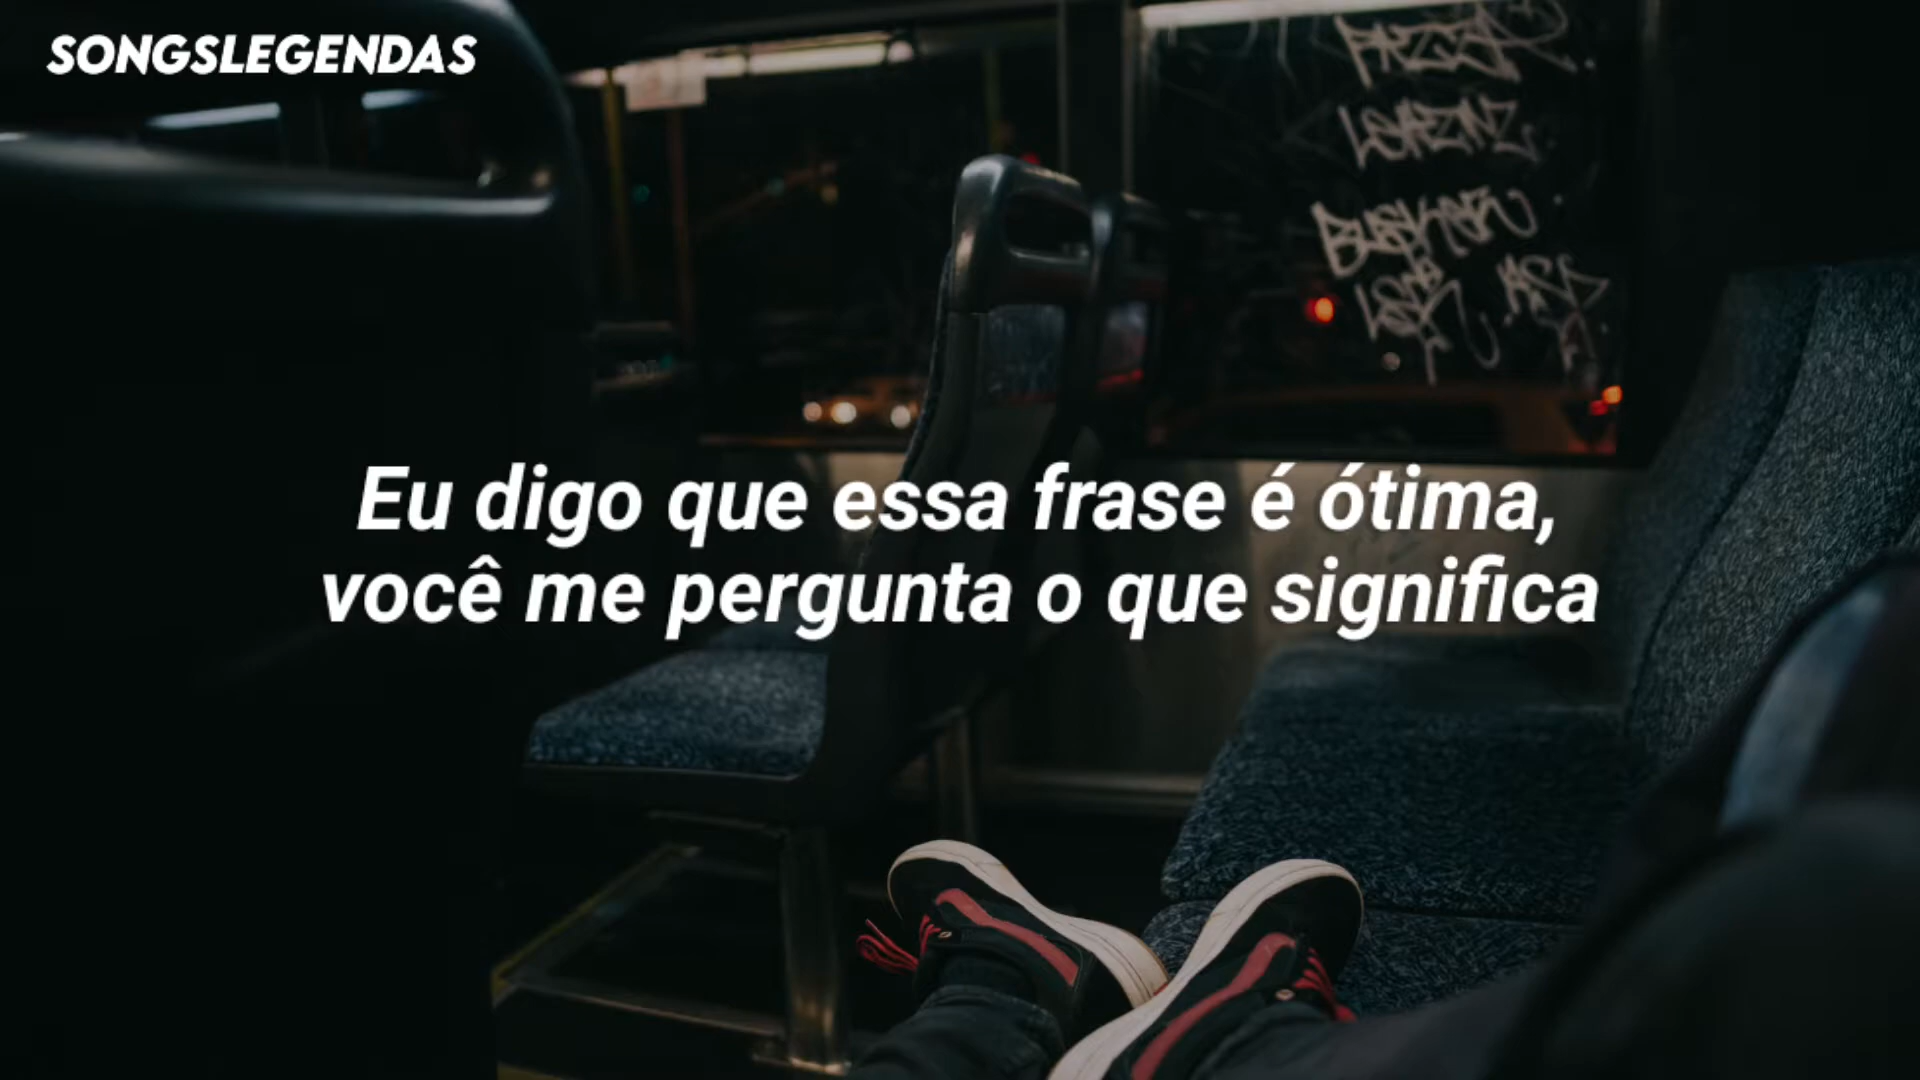 SONGSLEGENDAS
Eu digo que essa frase é ótima,
você me pergunta o que significa